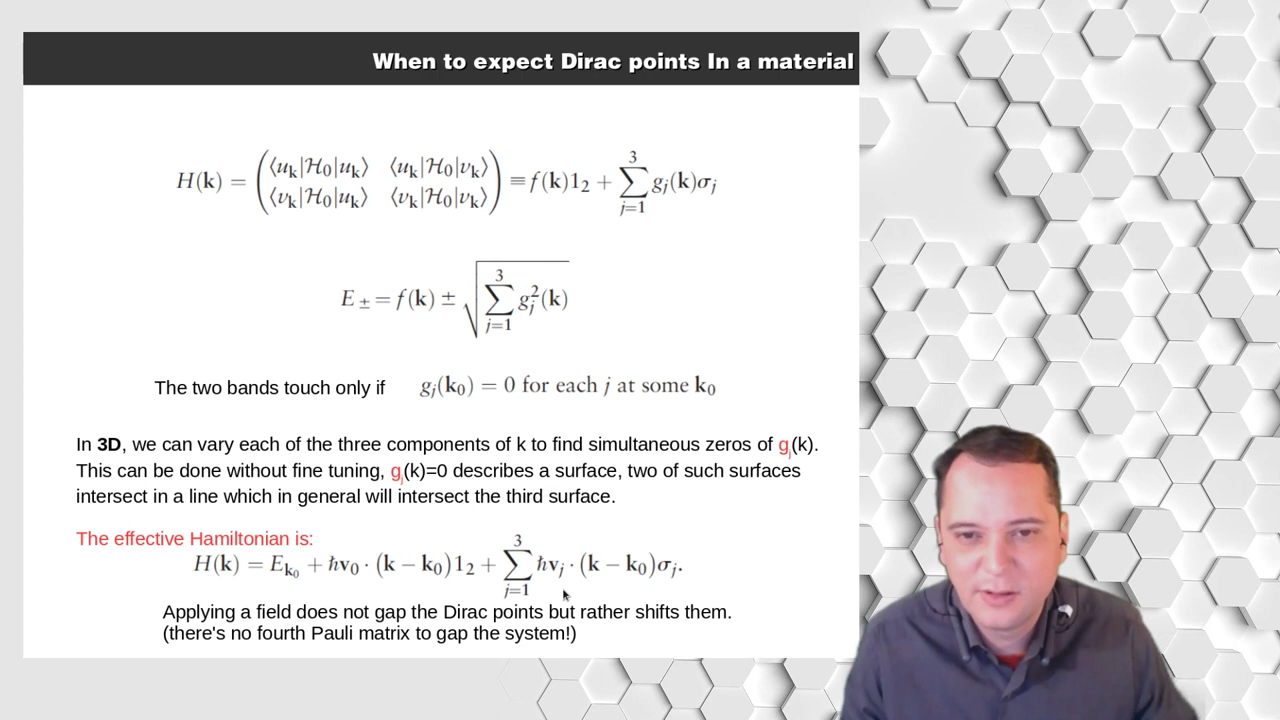 When to expect Dirac points In a material
H(k) = (⟨u_k|ℋ_0|u_k⟩ ⟨u_k|ℋ_0|v_k⟩
⟨v_k|ℋ_0|u_k⟩ ⟨v_k|ℋ_0|v_k⟩) ≡ f(k)1_2 + ∑_{j=1}^{3} g_j(k)σ_j
E_± = f(k) ± √(∑_{j=1}^{3} g_j^2(k))
The two bands touch only if g_j(k_0) = 0 for each j at some k_0
In 3D, we can vary each of the three components of k to find simultaneous zeros of g_j(k).
This can be done without fine tuning, g_j(k)=0 describes a surface, two of such surfaces
intersect in a line which in general will intersect the third surface.
The effective Hamiltonian is:
H(k) = E_{k_0} + ℏv_0 · (k − k_0)1_2 + ∑_{j=1}^{3} ℏv_j · (k − k_0)σ_j.
Applying a field does not gap the Dirac points but rather shifts them.
(there's no fourth Pauli matrix to gap the system!)